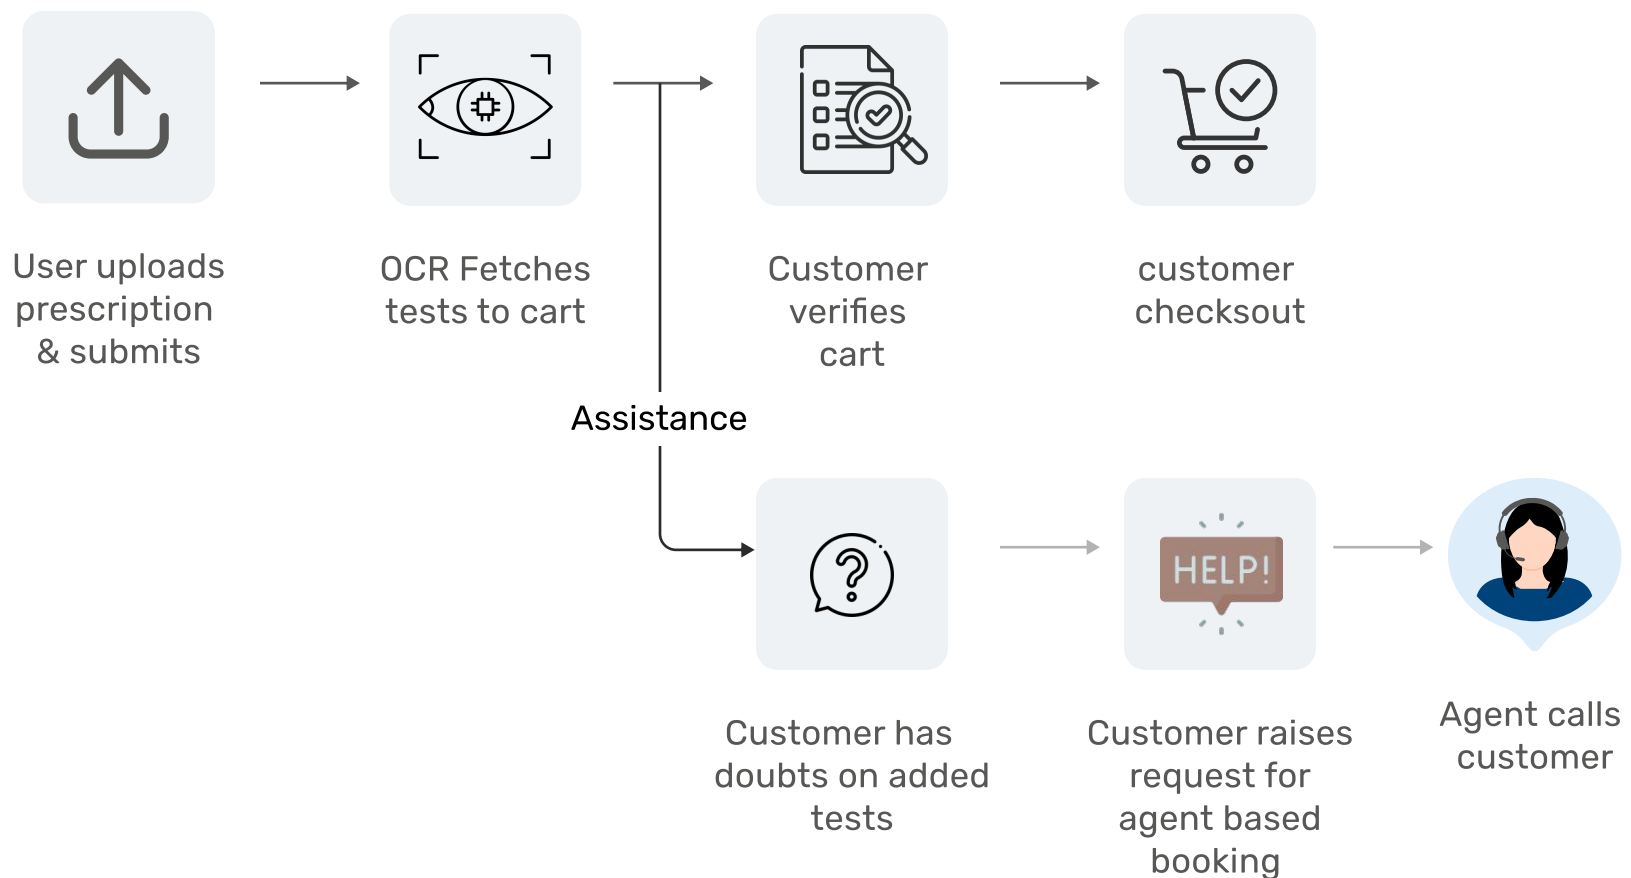 User uploads
prescription
& submits
OCR Fetches
tests to cart
Customer
verifies
cart
customer
checksout
Assistance
HELP!
Customer has
doubts on added
tests
Customer raises
request for
agent based
booking
Agent calls
customer